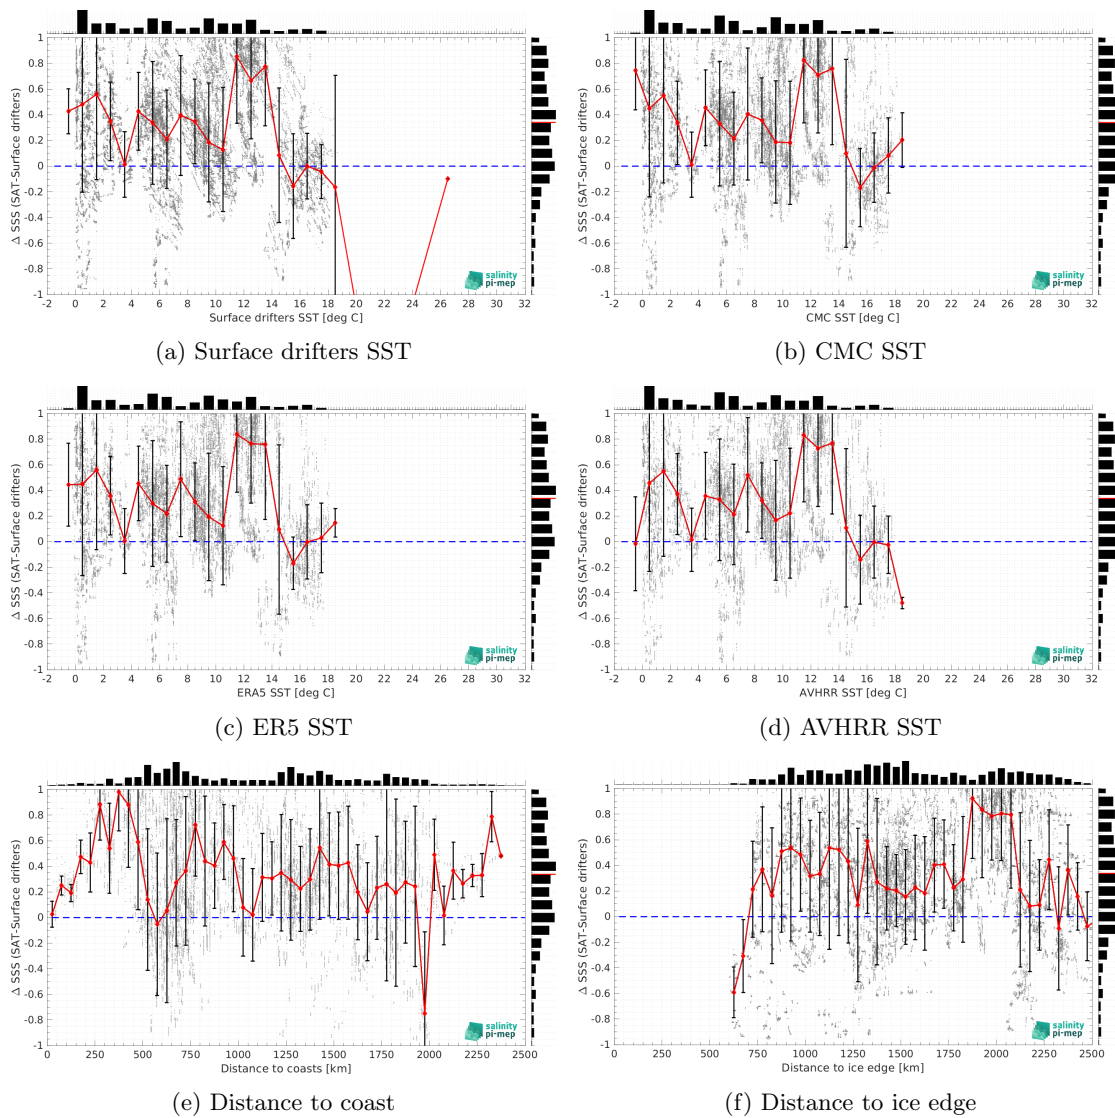 1
0.8
0.6
0.4
0.2
0
-0.2
-0.4
-0.6
-0.8
-1
Δ SSS (SAT-Surface drifters)
-2 0 2 4 6 8 10 12 14 16 18 20 22 24 26 28 30 32
Surface drifters SST [deg C]
salinity
pi-mep
(a) Surface drifters SST
1
0.8
0.6
0.4
0.2
0
-0.2
-0.4
-0.6
-0.8
-1
Δ SSS (SAT-Surface drifters)
-2 0 2 4 6 8 10 12 14 16 18 20 22 24 26 28 30 32
CMC SST [deg C]
salinity
pi-mep
(b) CMC SST
1
0.8
0.6
0.4
0.2
0
-0.2
-0.4
-0.6
-0.8
-1
Δ SSS (SAT-Surface drifters)
-2 0 2 4 6 8 10 12 14 16 18 20 22 24 26 28 30 32
ERA5 SST [deg C]
salinity
pi-mep
(c) ER5 SST
1
0.8
0.6
0.4
0.2
0
-0.2
-0.4
-0.6
-0.8
-1
Δ SSS (SAT-Surface drifters)
-2 0 2 4 6 8 10 12 14 16 18 20 22 24 26 28 30 32
AVHRR SST [deg C]
salinity
pi-mep
(d) AVHRR SST
1
0.8
0.6
0.4
0.2
0
-0.2
-0.4
-0.6
-0.8
-1
Δ SSS (SAT-Surface drifters)
0 250 500 750 1000 1250 1500 1750 2000 2250 2500
Distance to coasts [km]
salinity
pi-mep
(e) Distance to coast
1
0.8
0.6
0.4
0.2
0
-0.2
-0.4
-0.6
-0.8
-1
Δ SSS (SAT-Surface drifters)
0 250 500 750 1000 1250 1500 1750 2000 2250 2500
Distance to ice edge [km]
salinity
pi-mep
(f) Distance to ice edge